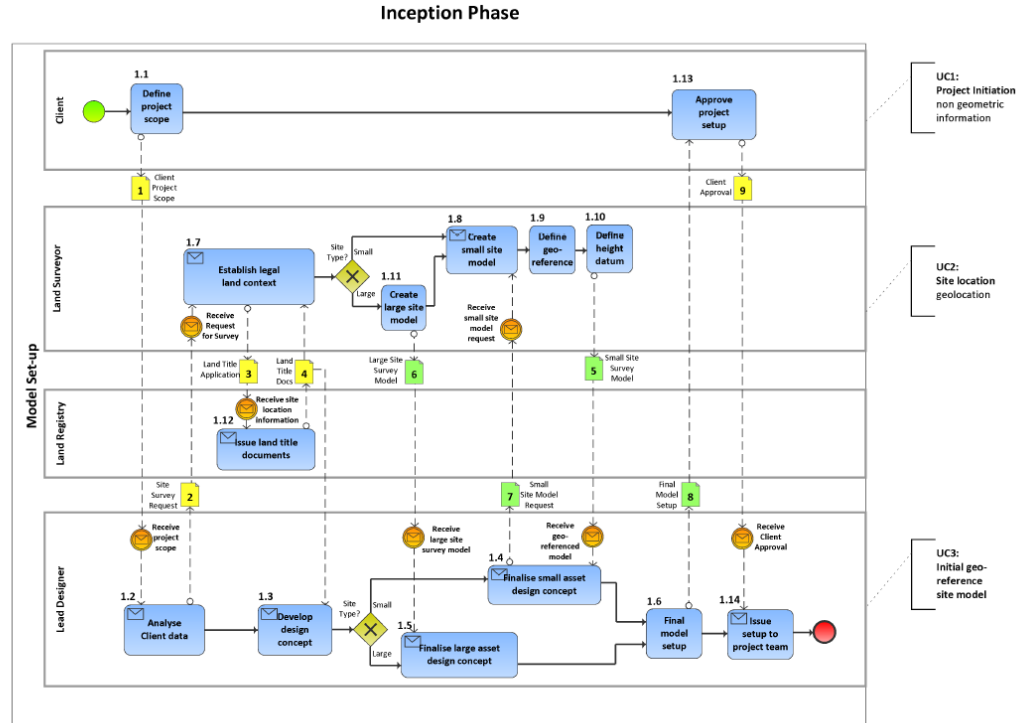 Inception Phase
Model Set-up
Client
1.1
Define
project
scope
1.13
Approve
project
setup
UC1:
Project Initiation
non geometric
information
1
Client
Project
Scope
Client
Approval
9
Land Surveyor
1.7
Establish legal
land context
Site
Type?
Small
Large
1.11
Create
large site
model
1.8
Create
small site
model
1.9
Define
geo-
reference
1.10
Define
height
datum
Receive
Request
for Survey
Receive
small site model
request
UC2:
Site location
geolocation
Land Title
Application
3
Land
Title
Docs
4
Large Site
Survey
Model
6
5
Small Site
Survey
Model
Land Registry
Receive site
location
information
1.12
Issue land title
documents
Site
Survey
Request
2
7
Small
Site Model
Request
Final
Model
Setup
8
Lead Designer
Receive
project
scope
Receive
large site
survey model
Receive
geo-
referenced
model
Receive
Client
Approval
1.2
Analyse
Client data
1.3
Develop
design
concept
Site
Type?
Small
Large
1.4
Finalise small asset
design concept
1.5
Finalise large asset
design concept
1.6
Final
model
setup
1.14
Issue
setup to
project team
UC3:
Initial geo-
reference
site model